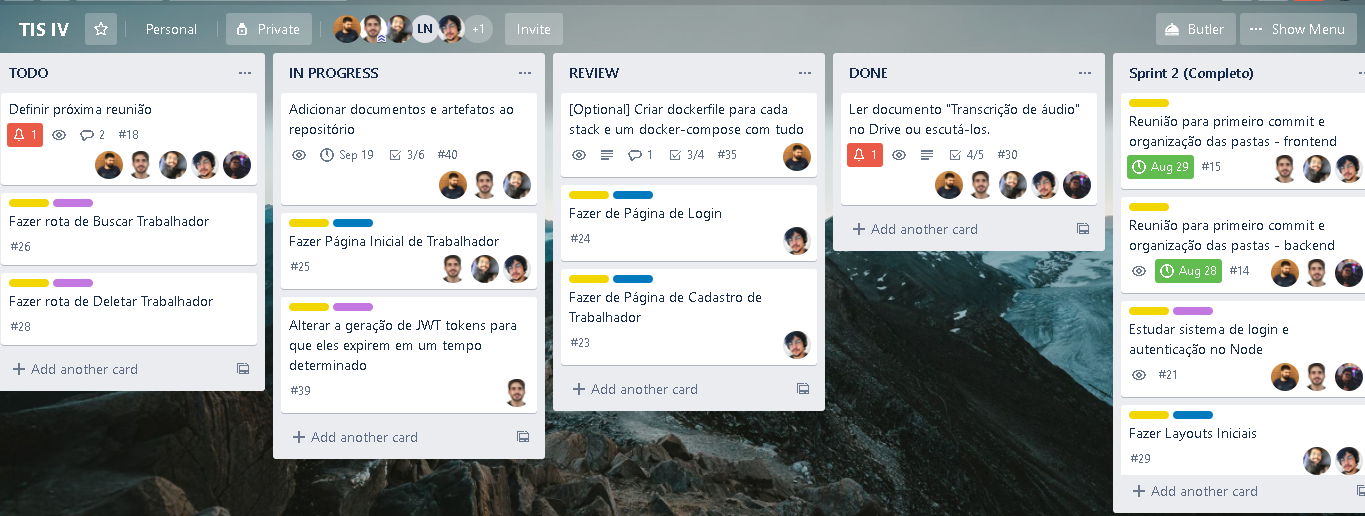 TIS IV
Personal
Private
LN
+1
Invite
Butler
Show Menu
TODO
Definir próxima reunião
1
2
#18
Fazer rota de Buscar Trabalhador
#26
Fazer rota de Deletar Trabalhador
#28
Add another card
IN PROGRESS
Adicionar documentos e artefatos ao
repositório
Sep 19
3/6
#40
Fazer Página Inicial de Trabalhador
#25
Alterar a geração de JWT tokens para
que eles expirem em um tempo
determinado
#39
Add another card
REVIEW
[Optional] Criar dockerfile para cada
stack e um docker-compose com tudo
1
3/4
#35
Fazer de Página de Login
#24
Fazer de Página de Cadastro de
Trabalhador
#23
Add another card
DONE
Ler documento "Transcrição de áudio"
no Drive ou escutá-los.
1
4/5
#30
Add another card
Sprint 2 (Completo)
Reunião para primeiro commit e
organização das pastas - frontend
Aug 29
#15
Reunião para primeiro commit e
organização das pastas - backend
Aug 28
#14
Estudar sistema de login e
autenticação no Node
#21
Fazer Layouts Iniciais
#29
Add another card